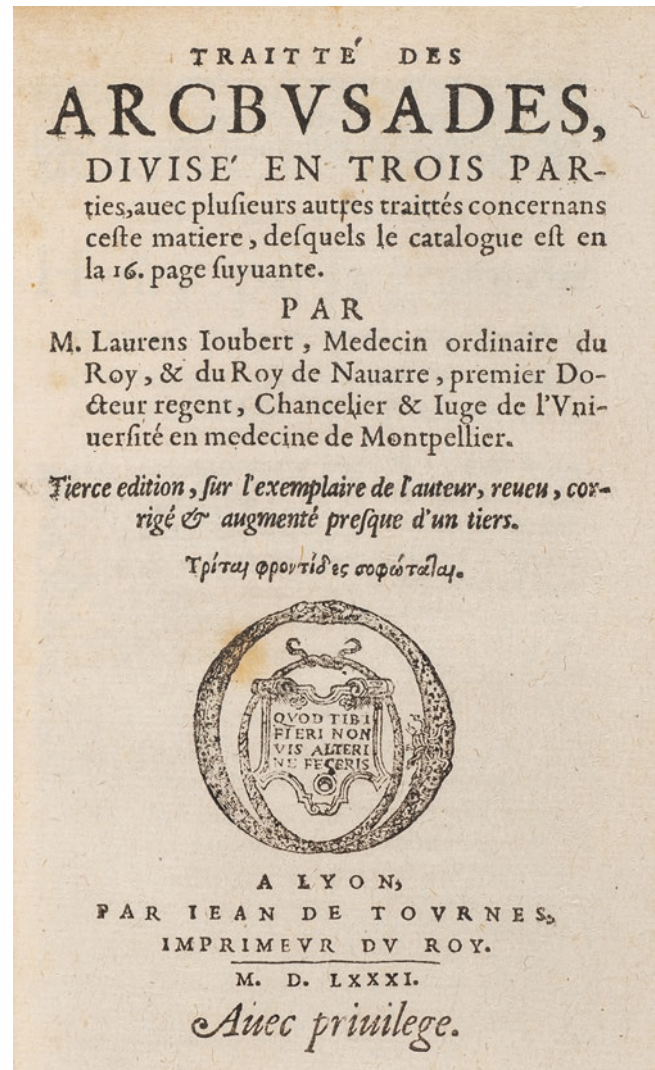 TRAITTÉ DES
ARCBVSADES,
DIVISÉ EN TROIS PAR-
ties, auec pluſieurs autres traittés concernans
ceſte matiere, deſquels le catalogue eſt en
la 16. page ſuyuante.
PAR
M. Laurens Ioubert, Medecin ordinaire du
Roy, & du Roy de Nauarre, premier Do-
cteur regent, Chancelier & Iuge de l'Vni-
uerſité en medecine de Montpellier.
Tierce edition, ſur l'exemplaire de l'auteur, reueu, cor-
rigé & augmenté preſque d'un tiers.
Τρίται φροντίδες σοφώταται.
QVOD TIBI
FIERI NON
VIS ALTERI
NE FECERIS
A LYON,
PAR IEAN DE TOVRNES,
IMPRIMEVR DV ROY.
M. D. LXXXI.
Auec priuilege.